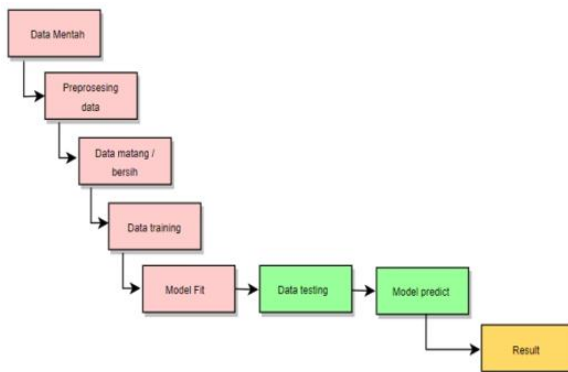 Data Mentah
Preprosesing
data
Data matang /
bersih
Data training
Model Fit
Data testing
Model predict
Result